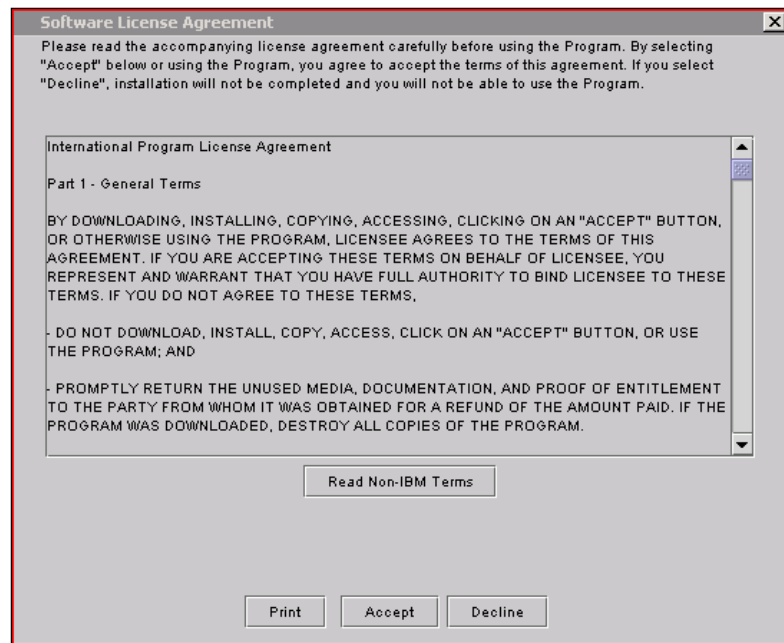 Software License Agreement
Please read the accompanying license agreement carefully before using the Program. By selecting
"Accept" below or using the Program, you agree to accept the terms of this agreement. If you select
"Decline", installation will not be completed and you will not be able to use the Program.
International Program License Agreement
Part 1 - General Terms
BY DOWNLOADING, INSTALLING, COPYING, ACCESSING, CLICKING ON AN "ACCEPT" BUTTON,
OR OTHERWISE USING THE PROGRAM, LICENSEE AGREES TO THE TERMS OF THIS
AGREEMENT. IF YOU ARE ACCEPTING THESE TERMS ON BEHALF OF LICENSEE, YOU
REPRESENT AND WARRANT THAT YOU HAVE FULL AUTHORITY TO BIND LICENSEE TO THESE
TERMS. IF YOU DO NOT AGREE TO THESE TERMS,
- DO NOT DOWNLOAD, INSTALL, COPY, ACCESS, CLICK ON AN "ACCEPT" BUTTON, OR USE
THE PROGRAM; AND
- PROMPTLY RETURN THE UNUSED MEDIA, DOCUMENTATION, AND PROOF OF ENTITLEMENT
TO THE PARTY FROM WHOM IT WAS OBTAINED FOR A REFUND OF THE AMOUNT PAID. IF THE
PROGRAM WAS DOWNLOADED, DESTROY ALL COPIES OF THE PROGRAM.
Read Non-IBM Terms
Print Accept Decline